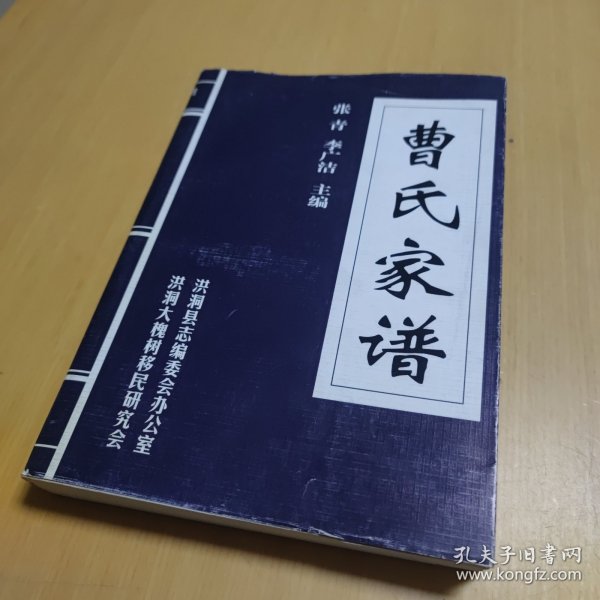 曹氏家谱
张青 李广洁 主编
洪洞县志编委会办公室
洪洞大槐树移民研究会
孔夫子旧书网
www.kongfz.com